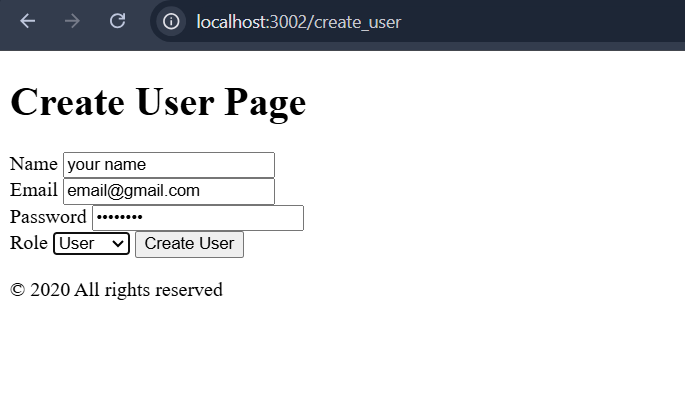 localhost:3002/create_user
Create User Page
Name your name
Email email@gmail.com
Password ••••••••
Role User Create User
© 2020 All rights reserved